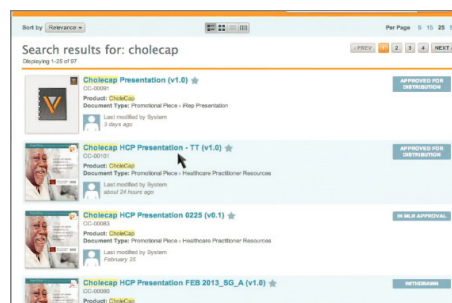 Sort by Relevance
Per Page 5 15 25
Search results for: cholecap
Displaying 1-25 of 97
‹ PREV 1 2 3 4 NEXT
Cholecap Presentation (v1.0)
CC-00091
Product: CholeCap
Document Type: Promotional Piece › iRep Presentation
Last modified by System
3 days ago
APPROVED FOR DISTRIBUTION
Cholecap HCP Presentation - TT (v1.0)
CC-00101
Product: CholeCap
Document Type: Promotional Piece › Healthcare Practitioner Resources
Last modified by System
about 24 hours ago
APPROVED FOR DISTRIBUTION
Cholecap HCP Presentation 0225 (v0.1)
CC-00083
Product: CholeCap
Document Type: Promotional Piece › Healthcare Practitioner Resources
Last modified by System
February 25
IN MLR APPROVAL
Cholecap HCP Presentation FEB 2013_SG_A (v1.0)
CC-00080
Product: CholeCap
WITHDRAWN